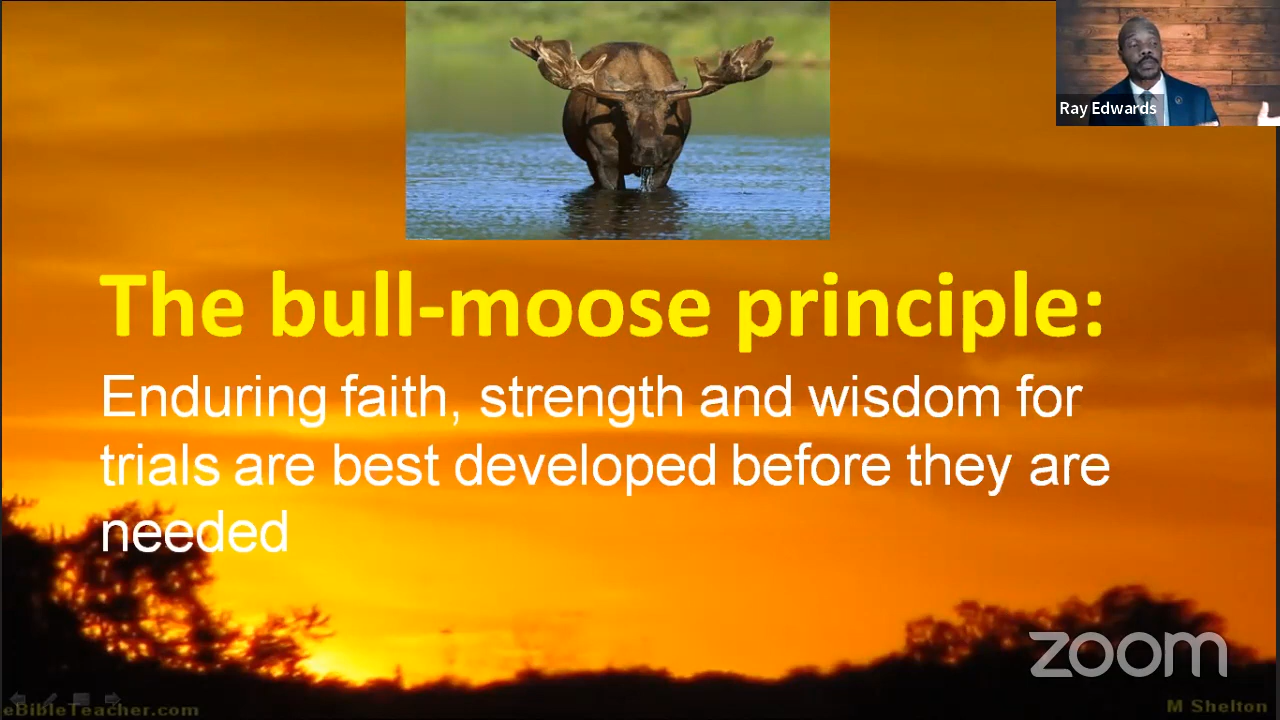 Ray Edwards
The bull-moose principle:
Enduring faith, strength and wisdom for
trials are best developed before they are
needed
zoom
eBibleTeacher.com
M Shelton